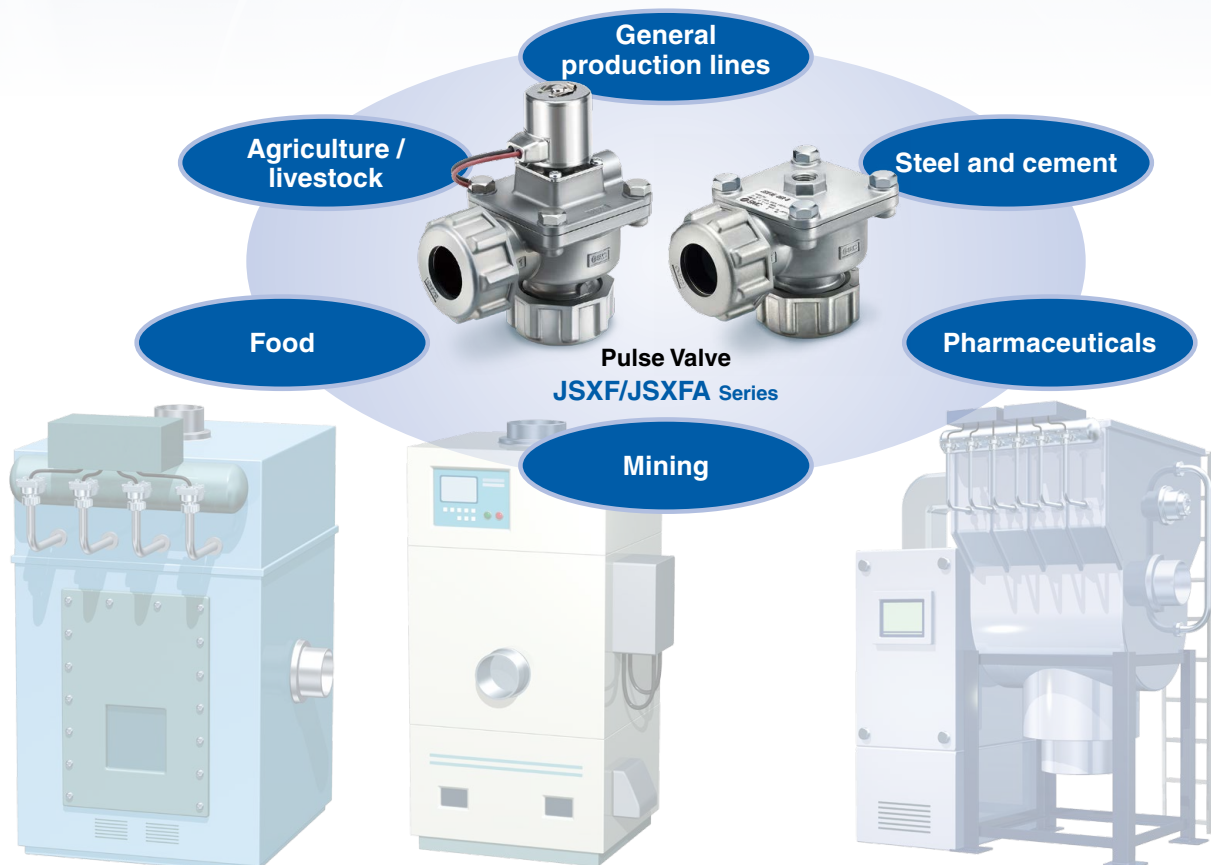 General
production lines
Agriculture /
livestock
Steel and cement
Food
Pharmaceuticals
Pulse Valve
JSXF/JSXFA Series
Mining